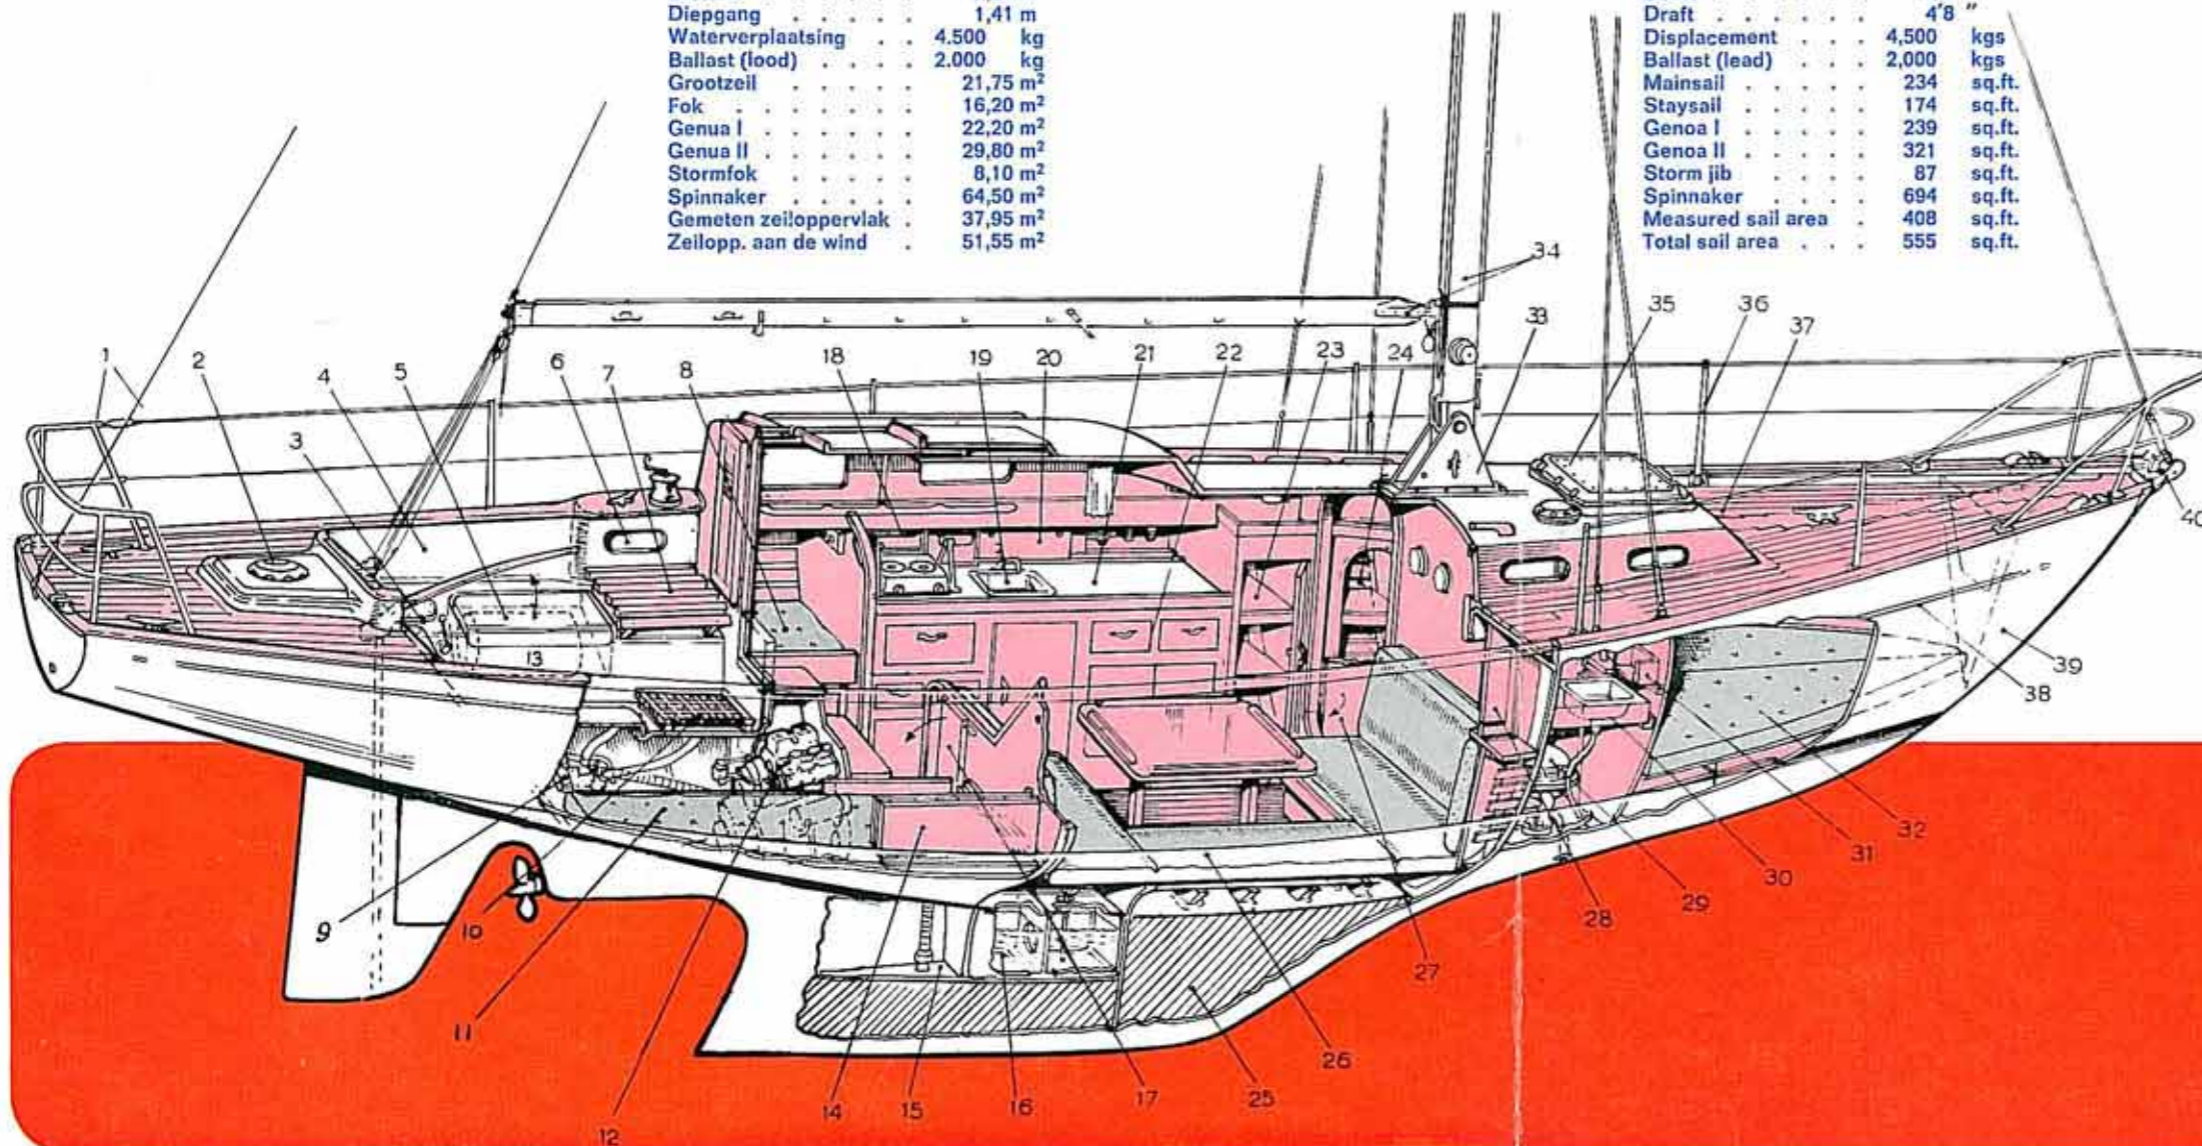 Diepgang . . . . . . 1,41 m
Waterverplaatsing . . 4.500 kg
Ballast (lood) . . . . 2.000 kg
Grootzeil . . . . . . 21,75 m²
Fok . . . . . . . . 16,20 m²
Genua I . . . . . . . 22,20 m²
Genua II . . . . . . . 29,80 m²
Stormfok . . . . . . 8,10 m²
Spinnaker . . . . . . 64,50 m²
Gemeten zeiloppervlak . 37,95 m²
Zeilopp. aan de wind . 51,55 m²
Draft . . . . . . 4'8 "
Displacement . . . 4,500 kgs
Ballast (lead) . . . 2,000 kgs
Mainsail . . . . . 234 sq.ft.
Staysail . . . . . 174 sq.ft.
Genoa I . . . . . 239 sq.ft.
Genoa II . . . . . 321 sq.ft.
Storm jib . . . . 87 sq.ft.
Spinnaker . . . . 694 sq.ft.
Measured sail area . 408 sq.ft.
Total sail area . . . 555 sq.ft.
1
2
3
4
5
6
7
8
18
19
20
21
22
23
24
33
34
35
36
37
13
40
39
38
32
31
30
29
28
27
9
10
11
12
14
15
16
17
25
26